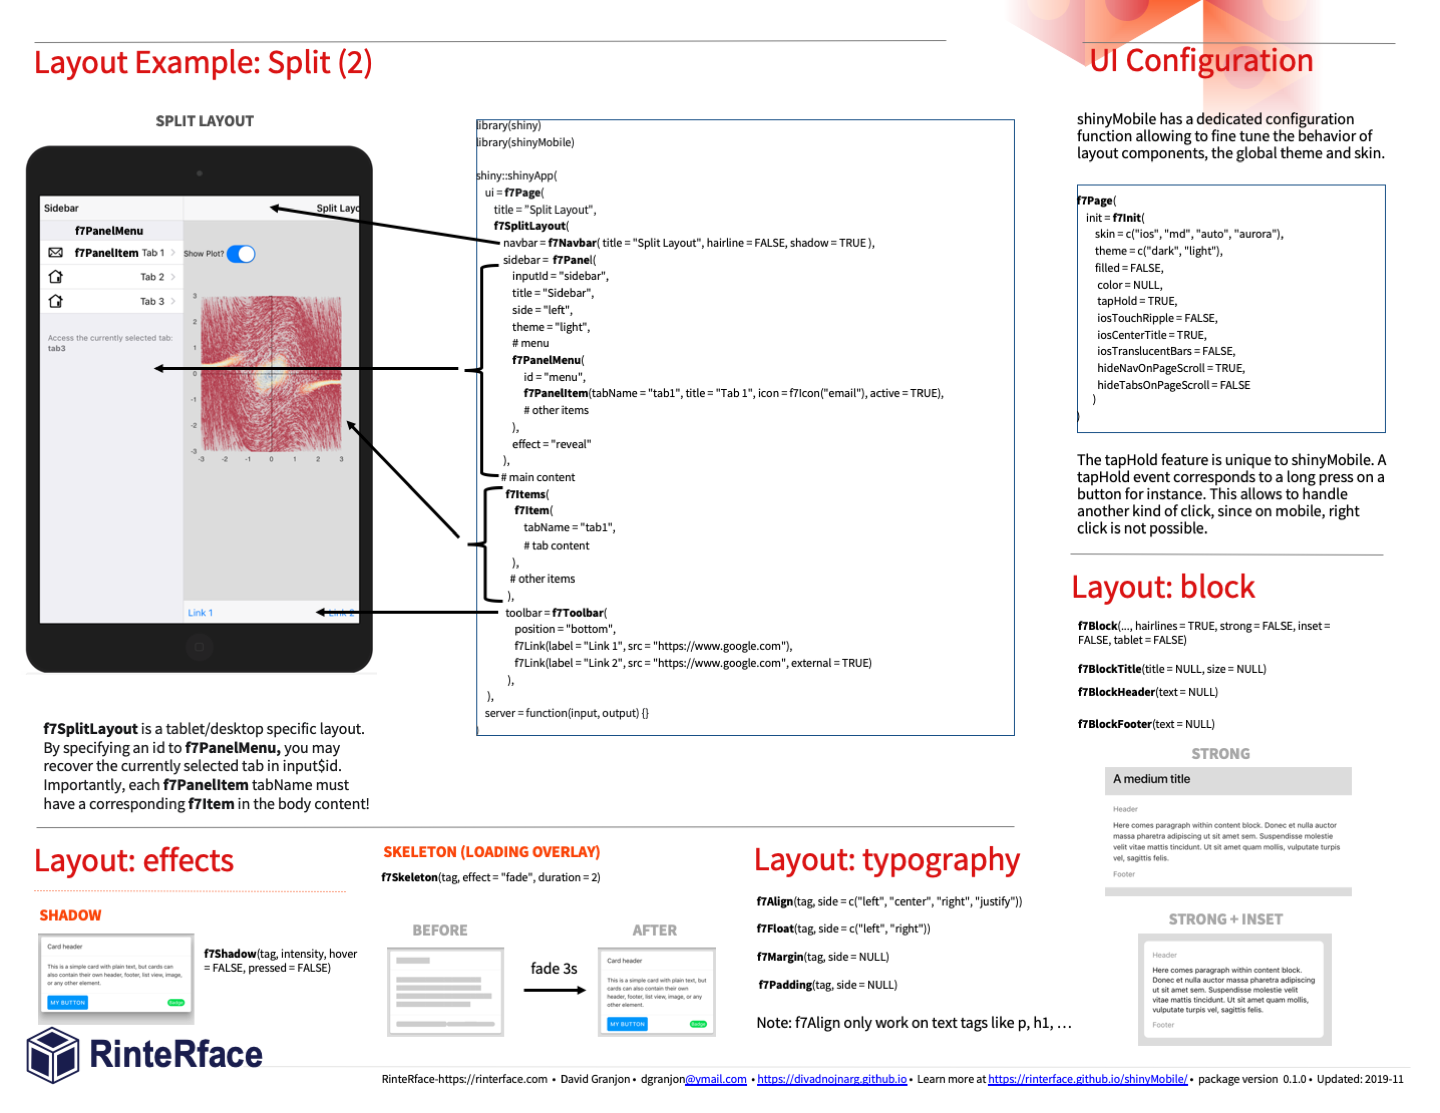 Layout Example: Split (2)
SPLIT LAYOUT
Sidebar
Split Layo
f7PanelMenu
f7PanelItem Tab 1
Tab 2
Tab 3
Access the currently selected tab:
tab3
Show Plot?
3
2
1
0
-1
-2
-3
-3 -2 -1 0 1 2 3
Link 1
Link 2
library(shiny)
library(shinyMobile)
shiny::shinyApp(
ui = f7Page(
title = "Split Layout",
f7SplitLayout(
navbar = f7Navbar( title = "Split Layout", hairline = FALSE, shadow = TRUE ),
sidebar = f7Panel(
inputId = "sidebar",
title = "Sidebar",
side = "left",
theme = "light",
# menu
f7PanelMenu(
id = "menu",
f7PanelItem(tabName = "tab1", title = "Tab 1", icon = f7Icon("email"), active = TRUE),
# other items
),
effect = "reveal"
),
# main content
f7Items(
f7Item(
tabName = "tab1",
# tab content
),
# other items
),
toolbar = f7Toolbar(
position = "bottom",
f7Link(label = "Link 1", src = "https://www.google.com"),
f7Link(label = "Link 2", src = "https://www.google.com", external = TRUE)
),
),
server = function(input, output) {}
)
f7SplitLayout is a tablet/desktop specific layout.
By specifying an id to f7PanelMenu, you may
recover the currently selected tab in input$id.
Importantly, each f7PanelItem tabName must
have a corresponding f7Item in the body content!
UI Configuration
shinyMobile has a dedicated configuration
function allowing to fine tune the behavior of
layout components, the global theme and skin.
f7Page(
init = f7Init(
skin = c("ios", "md", "auto", "aurora"),
theme = c("dark", "light"),
filled = FALSE,
color = NULL,
tapHold = TRUE,
iosTouchRipple = FALSE,
iosCenterTitle = TRUE,
iosTranslucentBars = FALSE,
hideNavOnPageScroll = TRUE,
hideTabsOnPageScroll = FALSE
)
)
The tapHold feature is unique to shinyMobile. A
tapHold event corresponds to a long press on a
button for instance. This allows to handle
another kind of click, since on mobile, right
click is not possible.
Layout: block
f7Block(..., hairlines = TRUE, strong = FALSE, inset =
FALSE, tablet = FALSE)
f7BlockTitle(title = NULL, size = NULL)
f7BlockHeader(text = NULL)
f7BlockFooter(text = NULL)
STRONG
A medium title
Header
Here comes paragraph within content block. Donec et nulla auctor
massa pharetra adipiscing ut sit amet sem. Suspendisse molestie
velit vitae mattis tincidunt. Ut sit amet quam mollis, vulputate turpis
vel, sagittis felis.
Footer
STRONG + INSET
Header
Here comes paragraph within content block.
Donec et nulla auctor massa pharetra adipiscing
ut sit amet sem. Suspendisse molestie velit
vitae mattis tincidunt. Ut sit amet quam mollis,
vulputate turpis vel, sagittis felis.
Footer
Layout: effects
SHADOW
Card header
This is a simple card with plain text, but cards can
also contain their own header, footer, list view, image,
or any other element.
MY BUTTON
Badge
f7Shadow(tag, intensity, hover
= FALSE, pressed = FALSE)
SKELETON (LOADING OVERLAY)
f7Skeleton(tag, effect = "fade", duration = 2)
BEFORE
fade 3s
AFTER
Card header
This is a simple card with plain text, but
cards can also contain their own
header, footer, list view, image, or any
other element.
MY BUTTON
Badge
Layout: typography
f7Align(tag, side = c("left", "center", "right", "justify"))
f7Float(tag, side = c("left", "right"))
f7Margin(tag, side = NULL)
f7Padding(tag, side = NULL)
Note: f7Align only work on text tags like p, h1, …
RinteRface
RinteRface-https://rinterface.com • David Granjon • dgranjon@ymail.com • https://divadnojnarg.github.io • Learn more at https://rinterface.github.io/shinyMobile/ • package version 0.1.0 • Updated: 2019-11